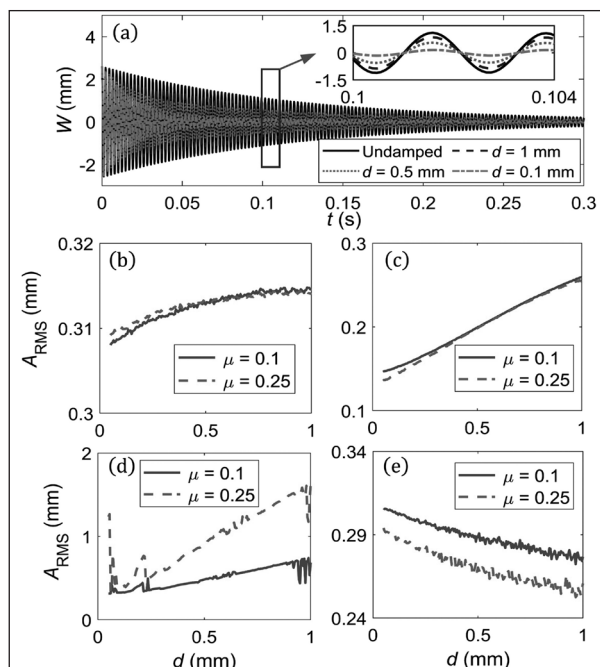 (a)
4
2
0
-2
W (mm)
1.5
0
-1.5
0.1 0.104
Undamped d = 1 mm
d = 0.5 mm d = 0.1 mm
0 0.05 0.1 0.15 0.2 0.25 0.3
t (s)
(b)
0.32
0.31
0.3
A_RMS (mm)
μ = 0.1
μ = 0.25
0 0.5 1
(c)
0.3
0.2
0.1
μ = 0.1
μ = 0.25
0 0.5 1
(d)
2
1
0
A_RMS (mm)
μ = 0.1
μ = 0.25
0 0.5 1
d (mm)
(e)
0.34
0.29
0.24
μ = 0.1
μ = 0.25
0 0.5 1
d (mm)